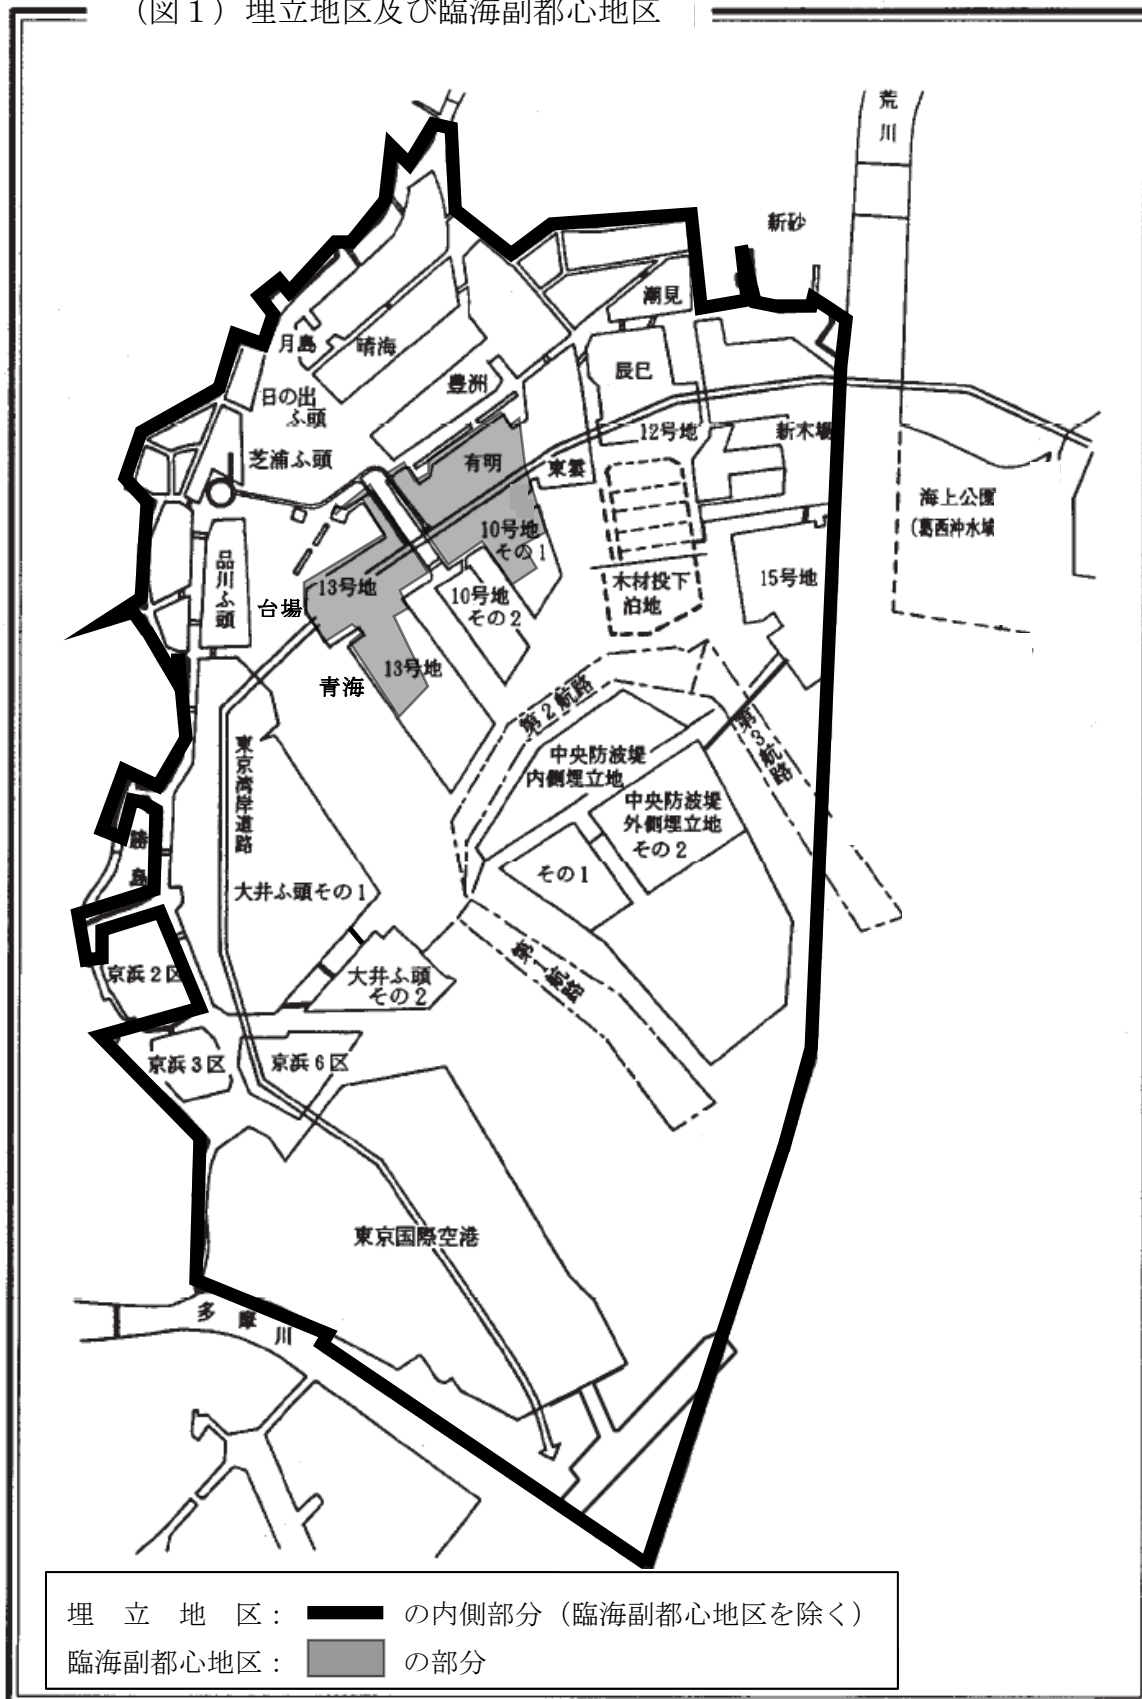 （図１）埋立地区及び臨海副都心地区
荒
川
新砂
潮見
月島
晴海
辰巳
豊洲
日の出
ふ頭
12号地
新木場
芝浦ふ頭
有明
東雲
海上公園
（葛西沖水域
10号地
その1
品
川
ふ
頭
13号地
10号地
その2
木材投下
泊地
15号地
台場
13号地
青海
第2航路
第3航路
東
京
湾
岸
道
路
中央防波堤
内側埋立地
中央防波堤
外側埋立地
その2
勝
島
その1
大井ふ頭その1
京浜2区
大井ふ頭
その2
第1航路
京浜3区
京浜6区
東京国際空港
多
摩
川
埋　立　地　区： の内側部分（臨海副都心地区を除く）
臨海副都心地区： の部分